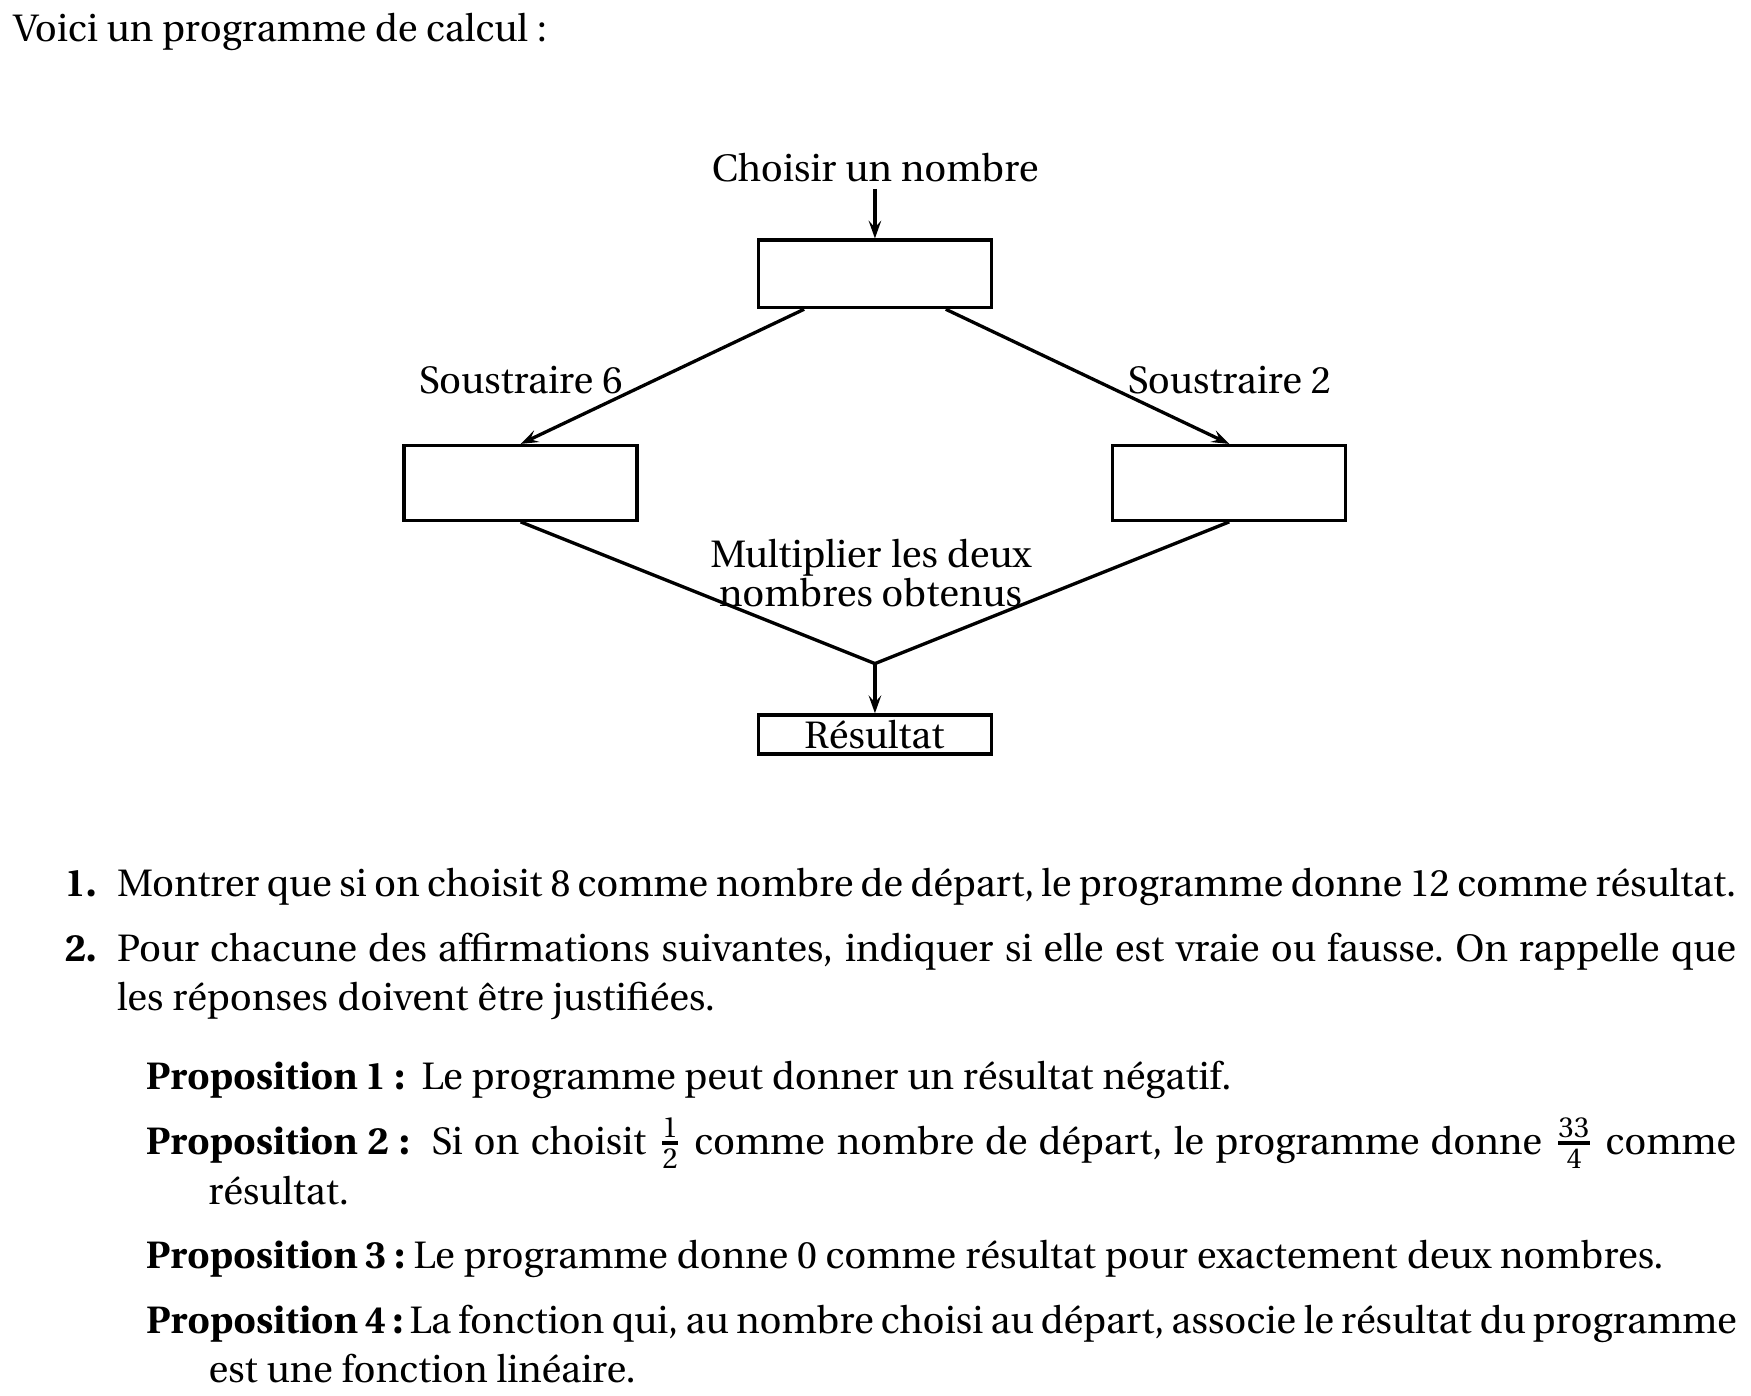 Voici un programme de calcul :
Choisir un nombre
Soustraire 6
Soustraire 2
Multiplier les deux
nombres obtenus
Résultat
1. Montrer que si on choisit 8 comme nombre de départ, le programme donne 12 comme résultat.
2. Pour chacune des affirmations suivantes, indiquer si elle est vraie ou fausse. On rappelle que
les réponses doivent être justifiées.
Proposition 1 : Le programme peut donner un résultat négatif.
Proposition 2 : Si on choisit 1/2 comme nombre de départ, le programme donne 33/4 comme
résultat.
Proposition 3 : Le programme donne 0 comme résultat pour exactement deux nombres.
Proposition 4 : La fonction qui, au nombre choisi au départ, associe le résultat du programme
est une fonction linéaire.